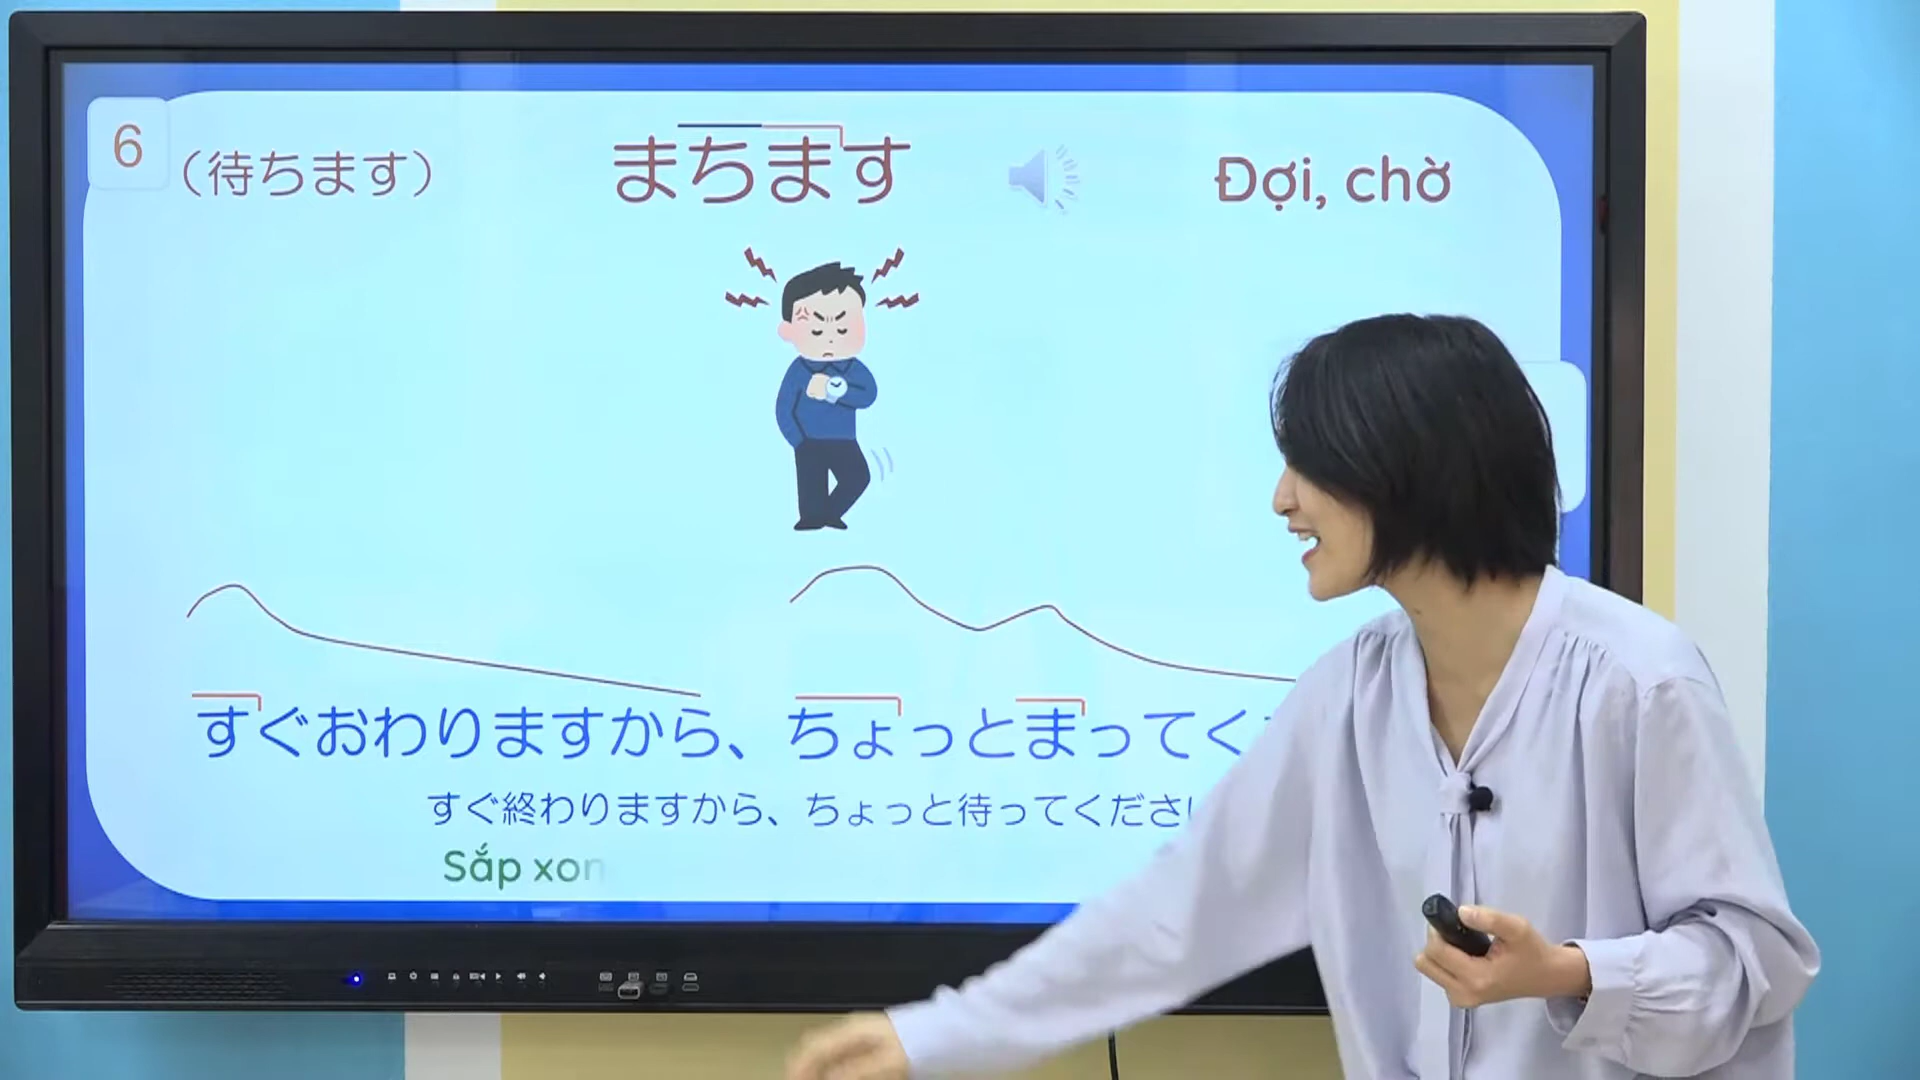 6
（待ちます）
まちます
Đợi, chờ
すぐおわりますから、ちょっとまってく
すぐ終わりますから、ちょっと待ってくださ
Sắp xon